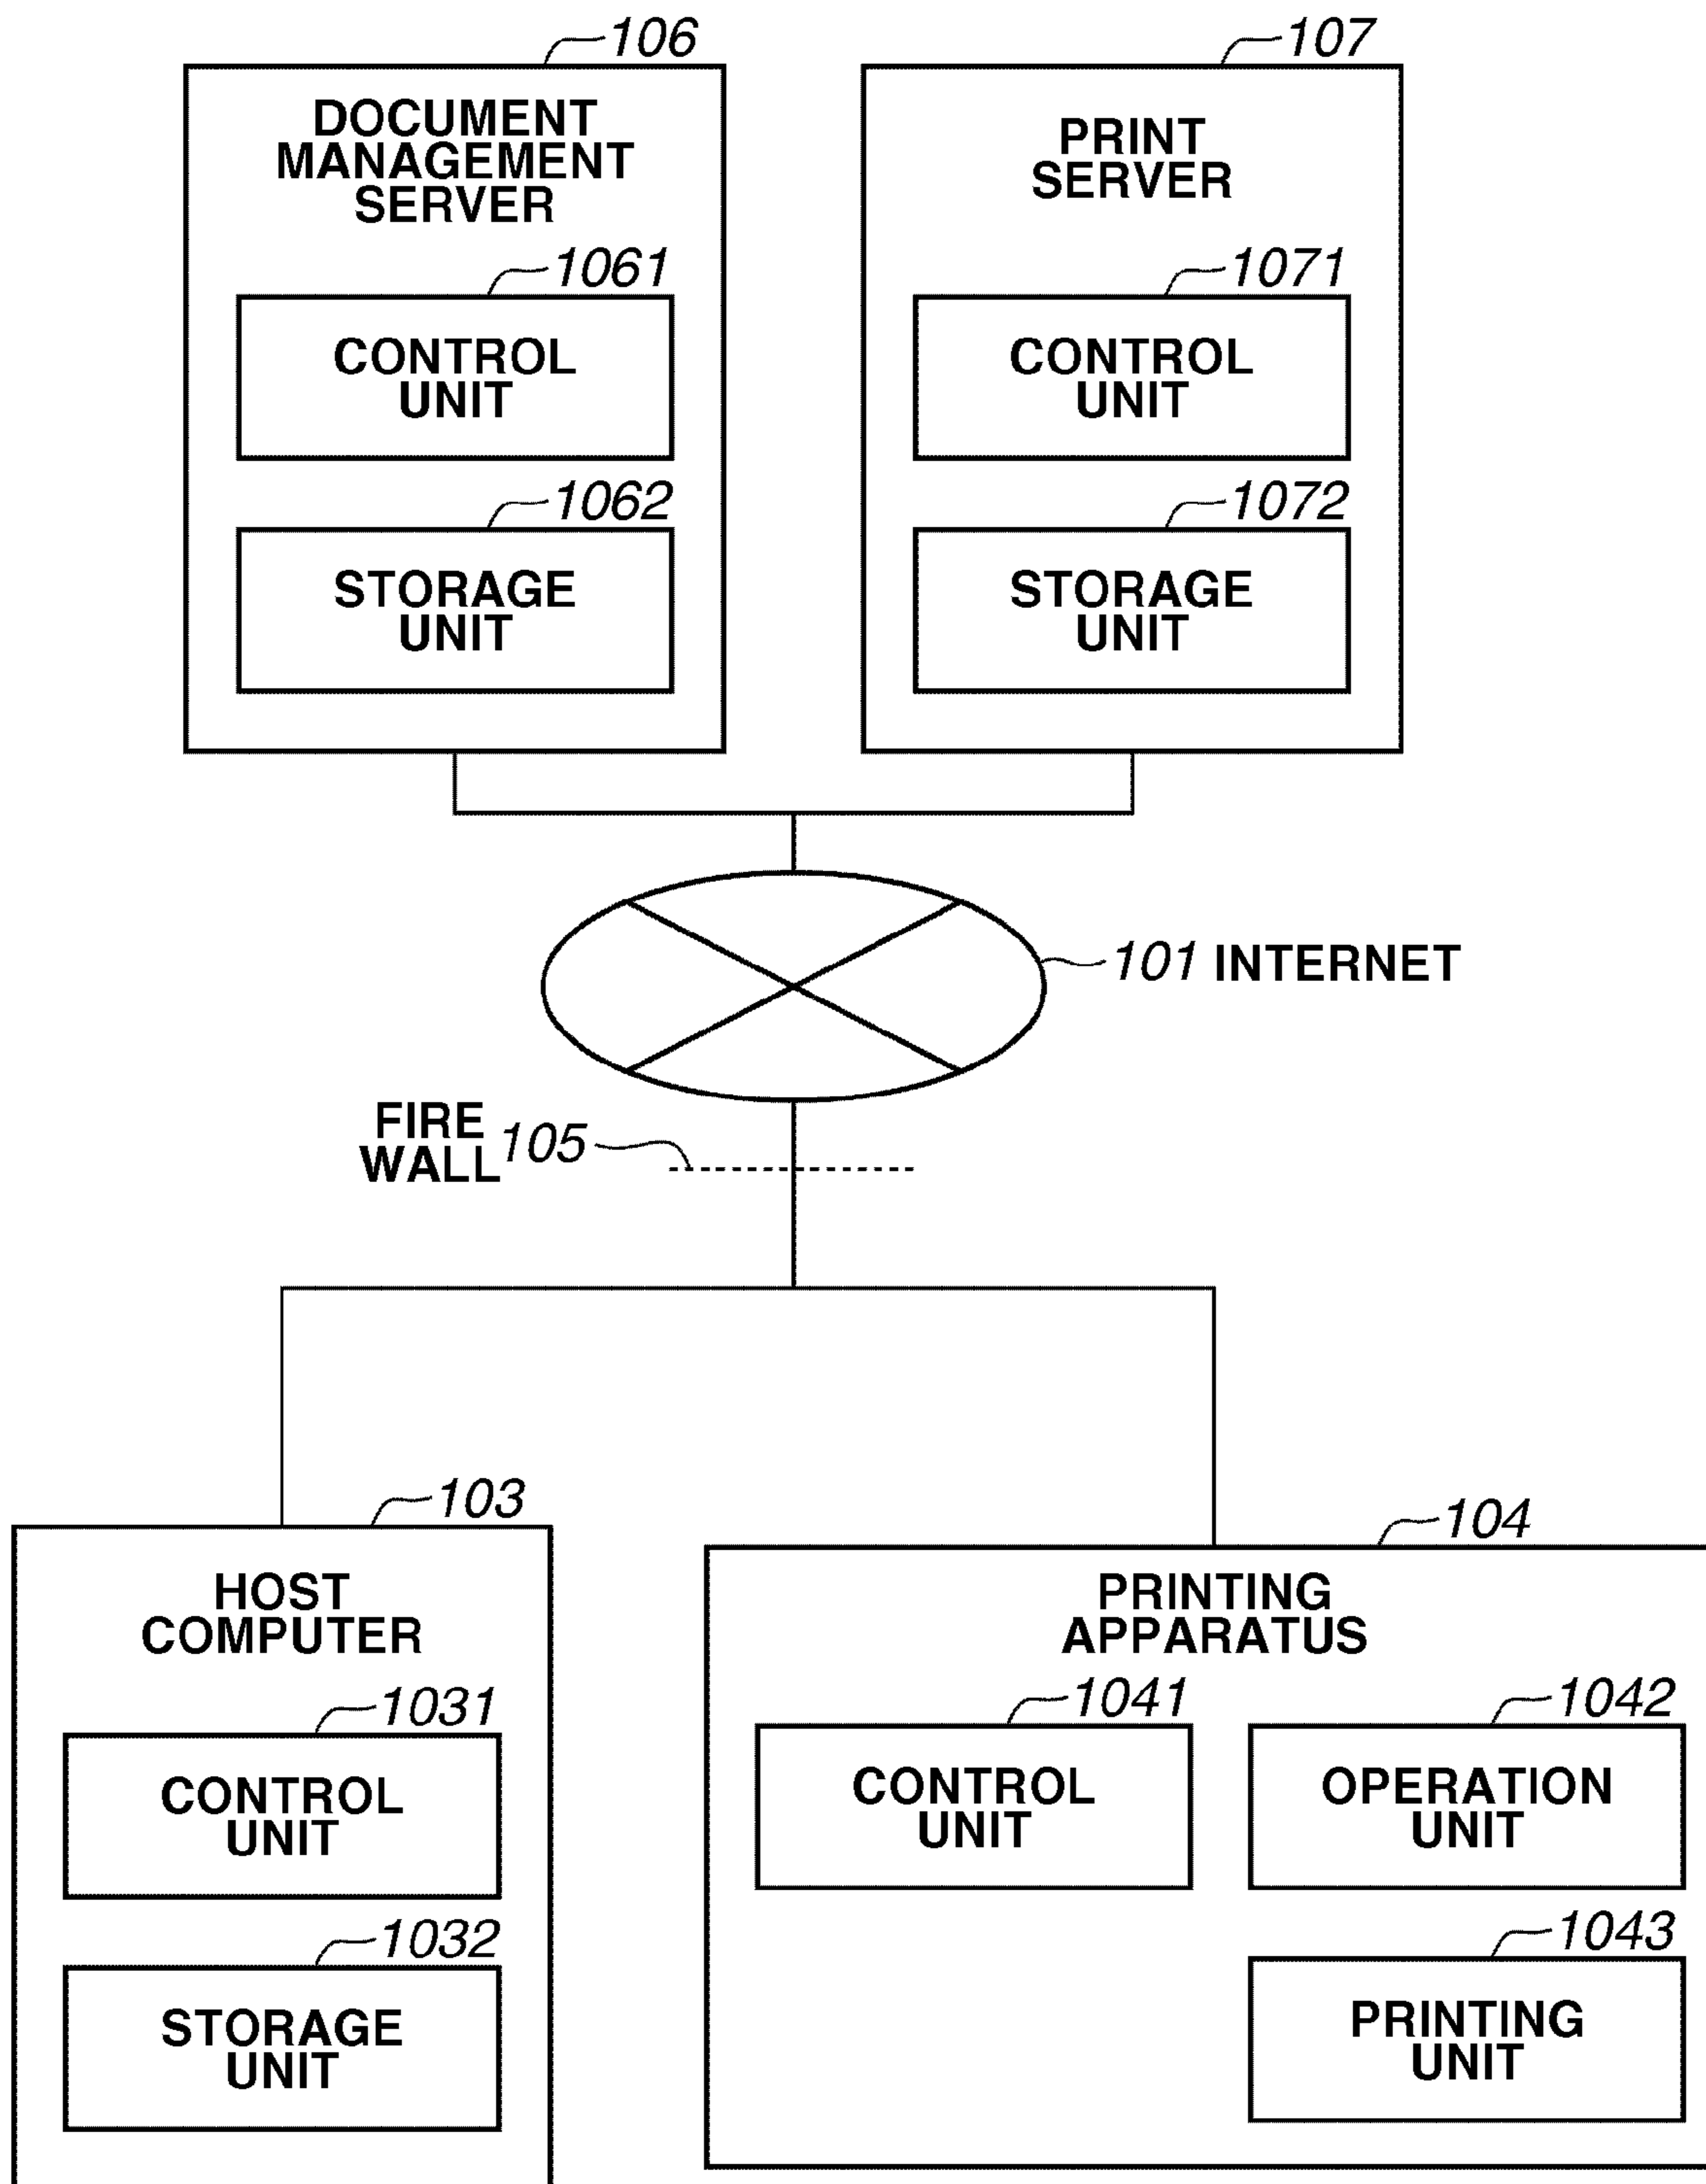 106
DOCUMENT
MANAGEMENT
SERVER
1061
CONTROL
UNIT
1062
STORAGE
UNIT
107
PRINT
SERVER
1071
CONTROL
UNIT
1072
STORAGE
UNIT
101 INTERNET
FIRE
WALL 105
103
HOST
COMPUTER
1031
CONTROL
UNIT
1032
STORAGE
UNIT
104
PRINTING
APPARATUS
1041
CONTROL
UNIT
1042
OPERATION
UNIT
1043
PRINTING
UNIT